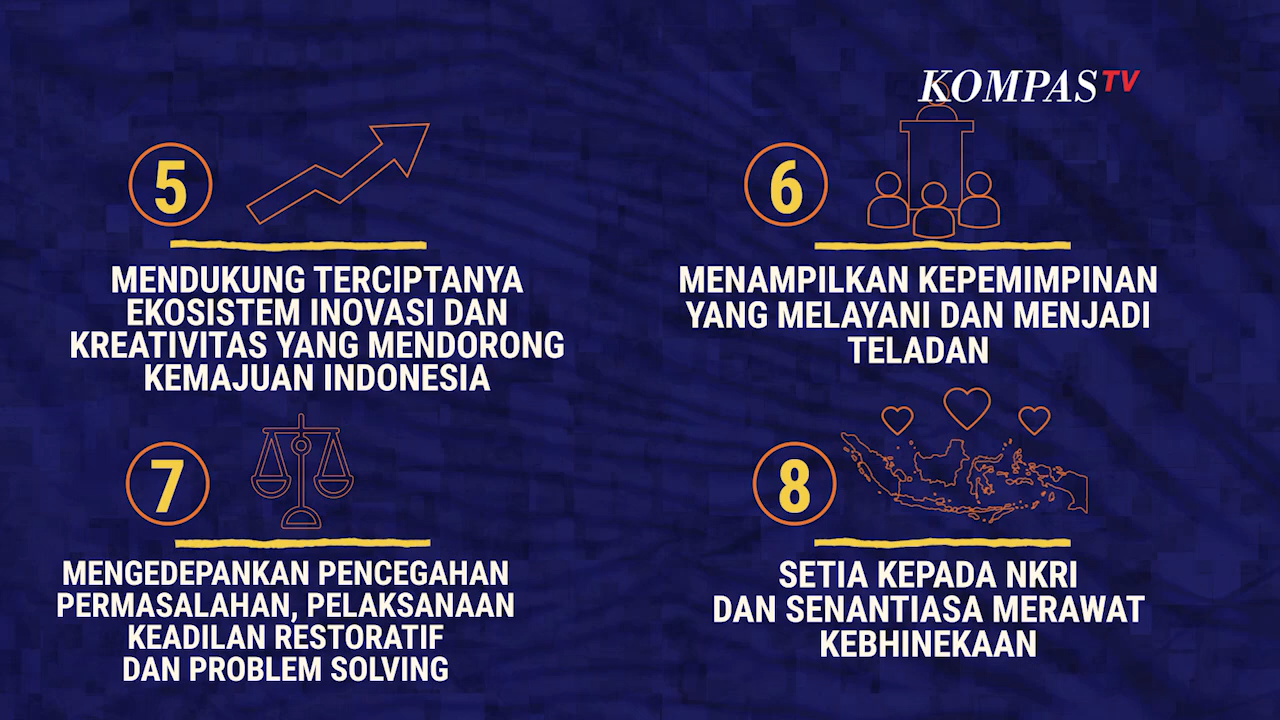 KOMPASTV
5
MENDUKUNG TERCIPTANYA
EKOSISTEM INOVASI DAN
KREATIVITAS YANG MENDORONG
KEMAJUAN INDONESIA
6
MENAMPILKAN KEPEMIMPINAN
YANG MELAYANI DAN MENJADI
TELADAN
7
MENGEDEPANKAN PENCEGAHAN
PERMASALAHAN, PELAKSANAAN
KEADILAN RESTORATIF
DAN PROBLEM SOLVING
8
SETIA KEPADA NKRI
DAN SENANTIASA MERAWAT
KEBHINEKAAN